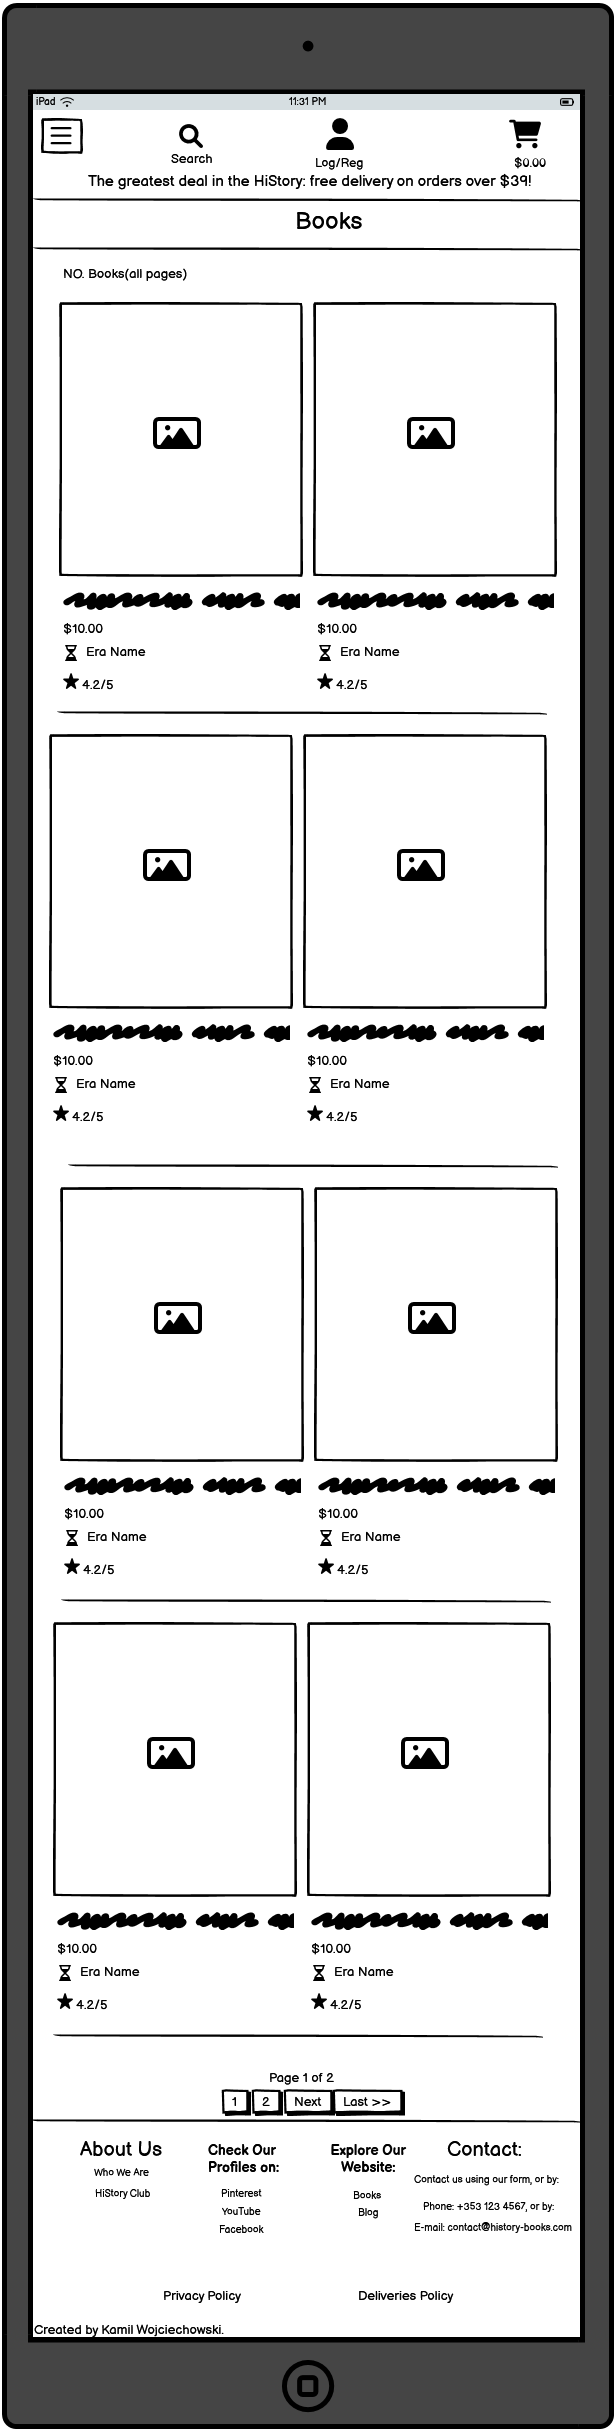 iPad 11:31 PM
Search Log/Reg $0.00
The greatest deal in the HiStory: free delivery on orders over $39!
Books
NO. Books(all pages)
$10.00 $10.00
Era Name Era Name
4.2/5 4.2/5
$10.00 $10.00
Era Name Era Name
4.2/5 4.2/5
$10.00 $10.00
Era Name Era Name
4.2/5 4.2/5
$10.00 $10.00
Era Name Era Name
4.2/5 4.2/5
Page 1 of 2
1 2 Next Last >>
About Us
Who We Are
HiStory Club
Check Our
Profiles on:
Pinterest
YouTube
Facebook
Explore Our
Website:
Books
Blog
Contact:
Contact us using our form, or by:
Phone: +353 123 4567, or by:
E-mail: contact@history-books.com
Privacy Policy Deliveries Policy
Created by Kamil Wojciechowski.